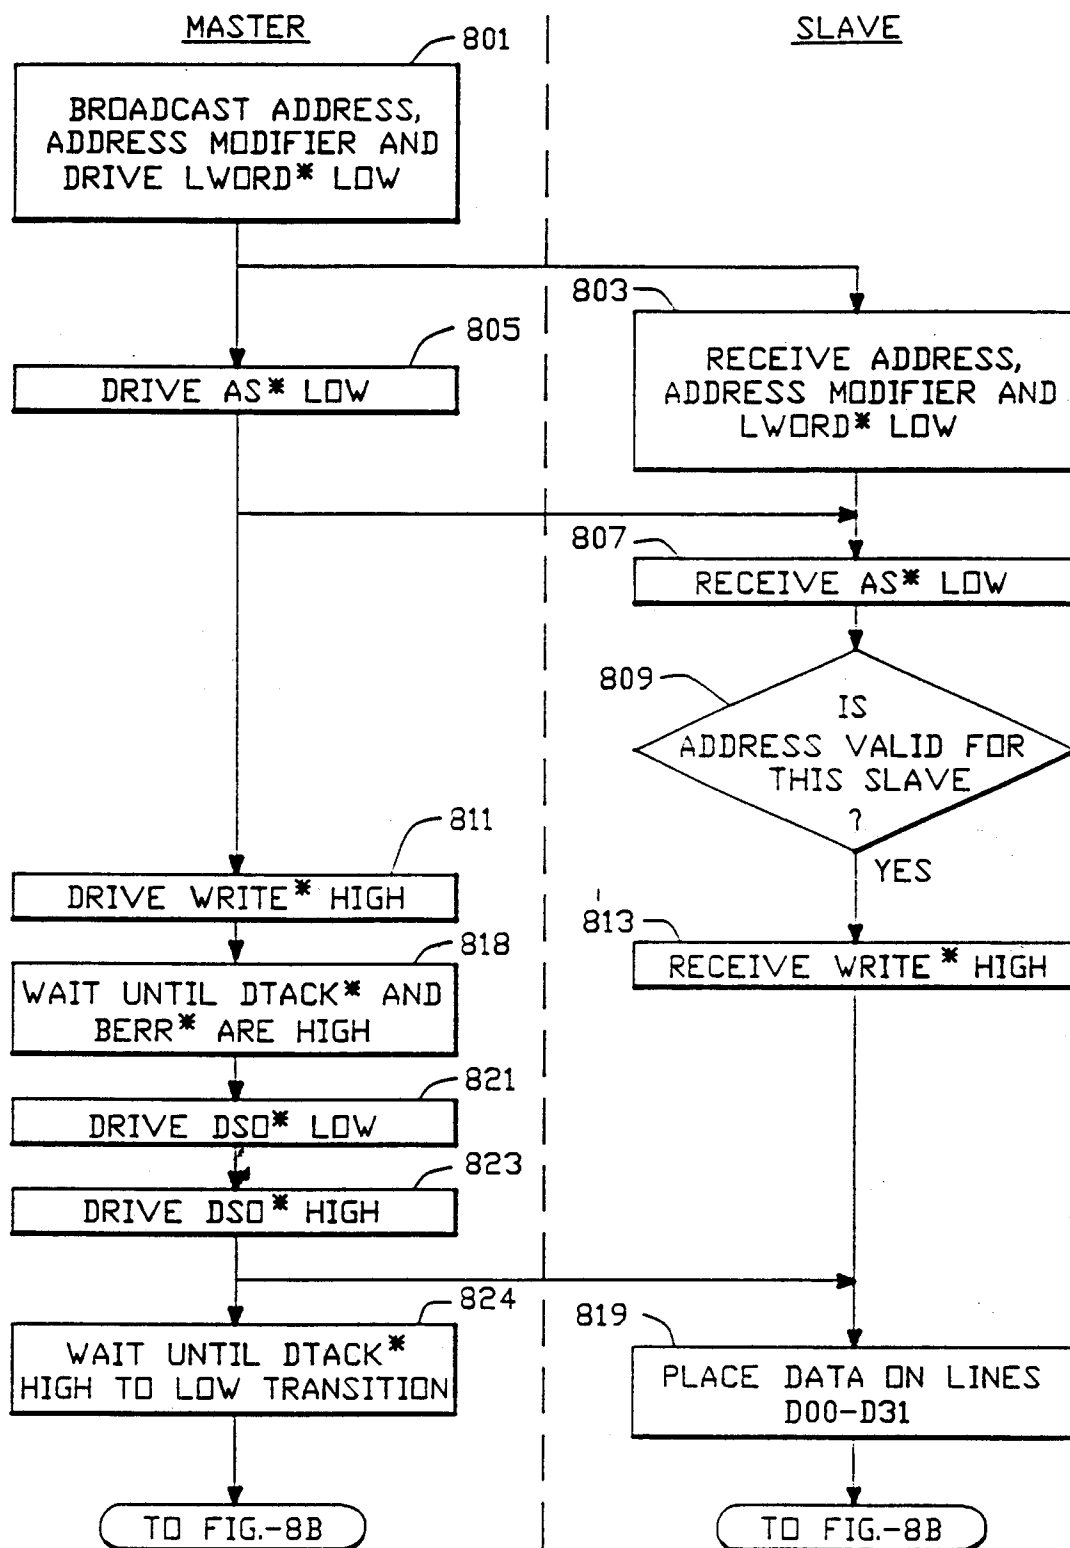 MASTER
801
BROADCAST ADDRESS,
ADDRESS MODIFIER AND
DRIVE LWORD* LOW
805
DRIVE AS* LOW
811
DRIVE WRITE* HIGH
818
WAIT UNTIL DTACK* AND
BERR* ARE HIGH
821
DRIVE DSO* LOW
823
DRIVE DSO* HIGH
824
WAIT UNTIL DTACK*
HIGH TO LOW TRANSITION
TO FIG.-8B
SLAVE
803
RECEIVE ADDRESS,
ADDRESS MODIFIER AND
LWORD* LOW
807
RECEIVE AS* LOW
809
IS
ADDRESS VALID FOR
THIS SLAVE
?
YES
813
RECEIVE WRITE* HIGH
819
PLACE DATA ON LINES
D00-D31
TO FIG.-8B